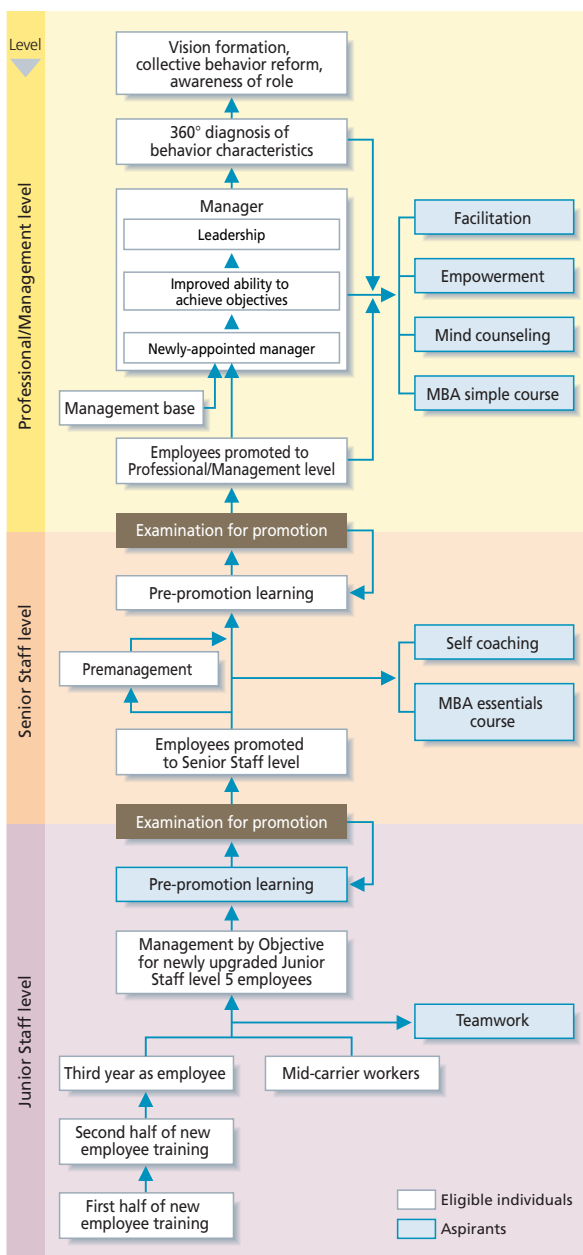 Level
Professional/Management level
Vision formation,
collective behavior reform,
awareness of role
360° diagnosis of
behavior characteristics
Manager
Leadership
Improved ability to
achieve objectives
Newly-appointed manager
Management base
Employees promoted to
Professional/Management level
Facilitation
Empowerment
Mind counseling
MBA simple course
Examination for promotion
Senior Staff level
Pre-promotion learning
Premanagement
Employees promoted
to Senior Staff level
Self coaching
MBA essentials
course
Examination for promotion
Junior Staff level
Pre-promotion learning
Management by Objective
for newly upgraded Junior
Staff level 5 employees
Teamwork
Third year as employee
Mid-carrier workers
Second half of new
employee training
First half of new
employee training
Eligible individuals
Aspirants